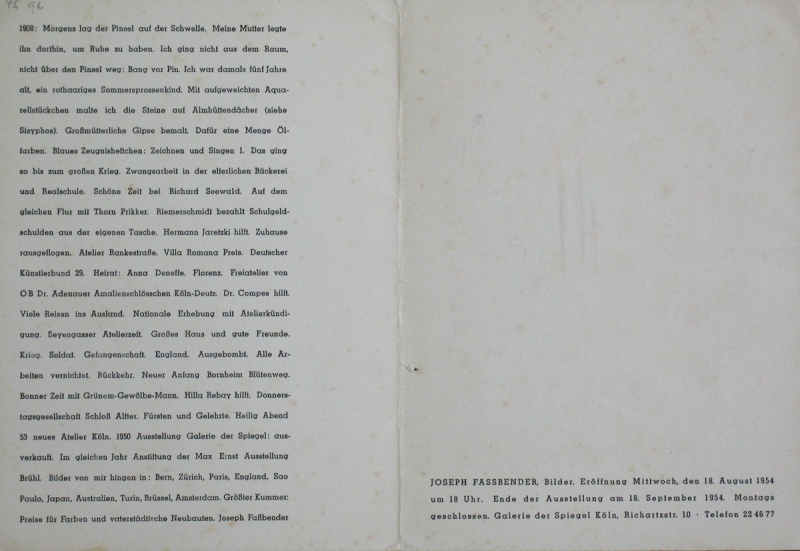 1908: Morgens lag der Pinsel auf der Schwelle. Meine Mutter legte
ihn dorthin, um Ruhe zu haben. Ich ging nicht aus dem Raum,
nicht über den Pinsel weg: Bang vor Pin. Ich war damals fünf Jahre
alt, ein rothaariges Sommersprossenkind. Mit aufgeweichten Aqua-
rellstückchen malte ich die Steine auf Almhüttendächer (siehe
Sisyphos). Großmütterliche Gipse bemalt. Dafür eine Menge Öl-
farben. Blaues Zeugnisheftchen: Zeichnen und Singen 1. Das ging
so bis zum großen Krieg. Zwangsarbeit in der elterlichen Bäckerei
und Realschule. Schöne Zeit bei Richard Seewald. Auf dem
gleichen Flur mit Thorn Prikker. Riemerschmidt bezahlt Schulgeld-
schulden aus der eigenen Tasche. Hermann Jaretzki hilft. Zuhause
rausgeflogen. Atelier Rankestraße. Villa Romana Preis. Deutscher
Künstlerbund 29. Heirat: Anna Deneffe. Florenz. Freiatelier von
OB Dr. Adenauer Amalienschlösschen Köln-Deutz. Dr. Compes hilft.
Viele Reisen ins Ausland. Nationale Erhebung mit Atelierkündi-
gung. Seyengasser Atelierzeit. Großes Haus und gute Freunde.
Krieg. Soldat. Gefangenschaft. England. Ausgebombt. Alle Ar-
beiten vernichtet. Rückkehr. Neuer Anfang Bornheim Blütenweg.
Bonner Zeit mit Grünem-Gewölbe-Mann. Hilla Rebay hilft. Donners-
tagsgesellschaft Schloß Alfter. Fürsten und Gelehrte. Heilig Abend
53 neues Atelier Köln. 1950 Ausstellung Galerie der Spiegel: aus-
verkauft. Im gleichen Jahr Anstiftung der Max Ernst Ausstellung
Brühl. Bilder von mir hingen in: Bern, Zürich, Paris, England, Sao
Paulo, Japan, Australien, Turin, Brüssel, Amsterdam. Größter Kummer:
Preise für Farben und vaterstädtische Neubauten. Joseph Faßbender
JOSEPH FASSBENDER, Bilder. Eröffnung Mittwoch, den 18. August 1954
um 18 Uhr. Ende der Ausstellung am 18. September 1954. Montags
geschlossen. Galerie der Spiegel Köln, Richartzstr. 10 · Telefon 22 46 77